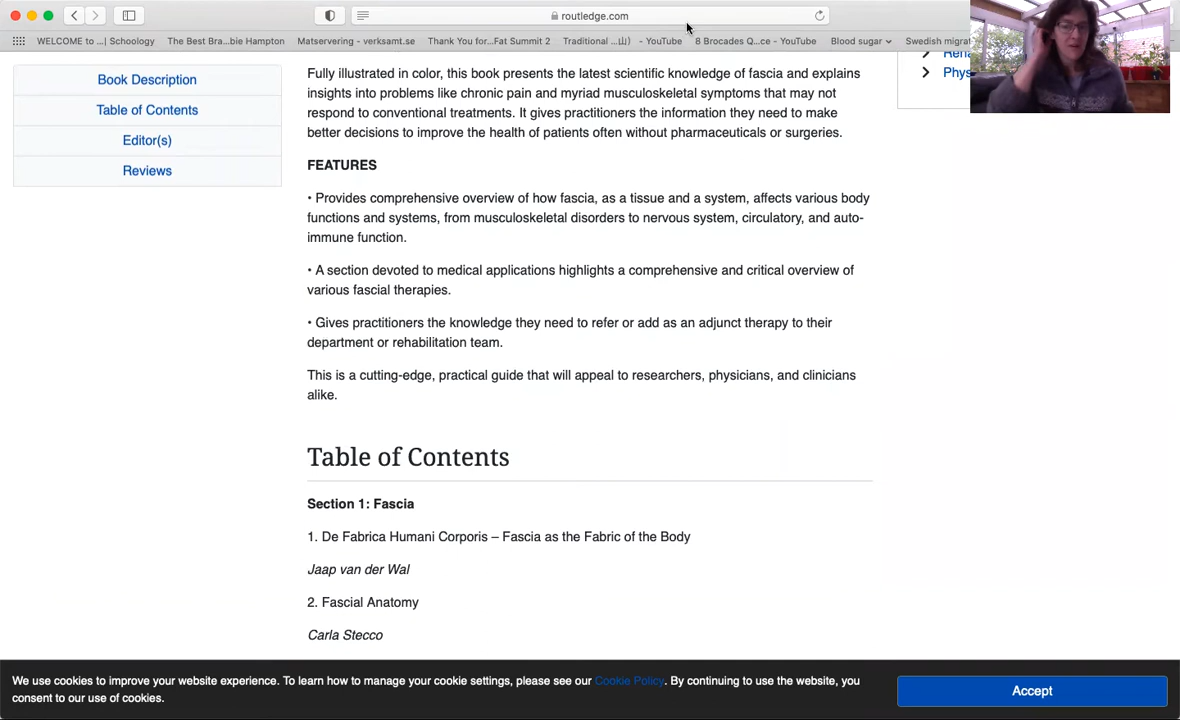 routledge.com
WELCOME to ...| Schoology
The Best Bra...bie Hampton
Matservering - verksamt.se
Thank You for...Fat Summit 2
Traditional ...山) - YouTube
8 Brocades Q...ce - YouTube
Blood sugar
Swedish migrat
Book Description
Table of Contents
Editor(s)
Reviews
Fully illustrated in color, this book presents the latest scientific knowledge of fascia and explains
insights into problems like chronic pain and myriad musculoskeletal symptoms that may not
respond to conventional treatments. It gives practitioners the information they need to make
better decisions to improve the health of patients often without pharmaceuticals or surgeries.
FEATURES
• Provides comprehensive overview of how fascia, as a tissue and a system, affects various body
functions and systems, from musculoskeletal disorders to nervous system, circulatory, and auto-
immune function.
• A section devoted to medical applications highlights a comprehensive and critical overview of
various fascial therapies.
• Gives practitioners the knowledge they need to refer or add as an adjunct therapy to their
department or rehabilitation team.
This is a cutting-edge, practical guide that will appeal to researchers, physicians, and clinicians
alike.
Table of Contents
Section 1: Fascia
1. De Fabrica Humani Corporis – Fascia as the Fabric of the Body
Jaap van der Wal
2. Fascial Anatomy
Carla Stecco
Phys
We use cookies to improve your website experience. To learn how to manage your cookie settings, please see our Cookie Policy. By continuing to use the website, you
consent to our use of cookies.
Accept